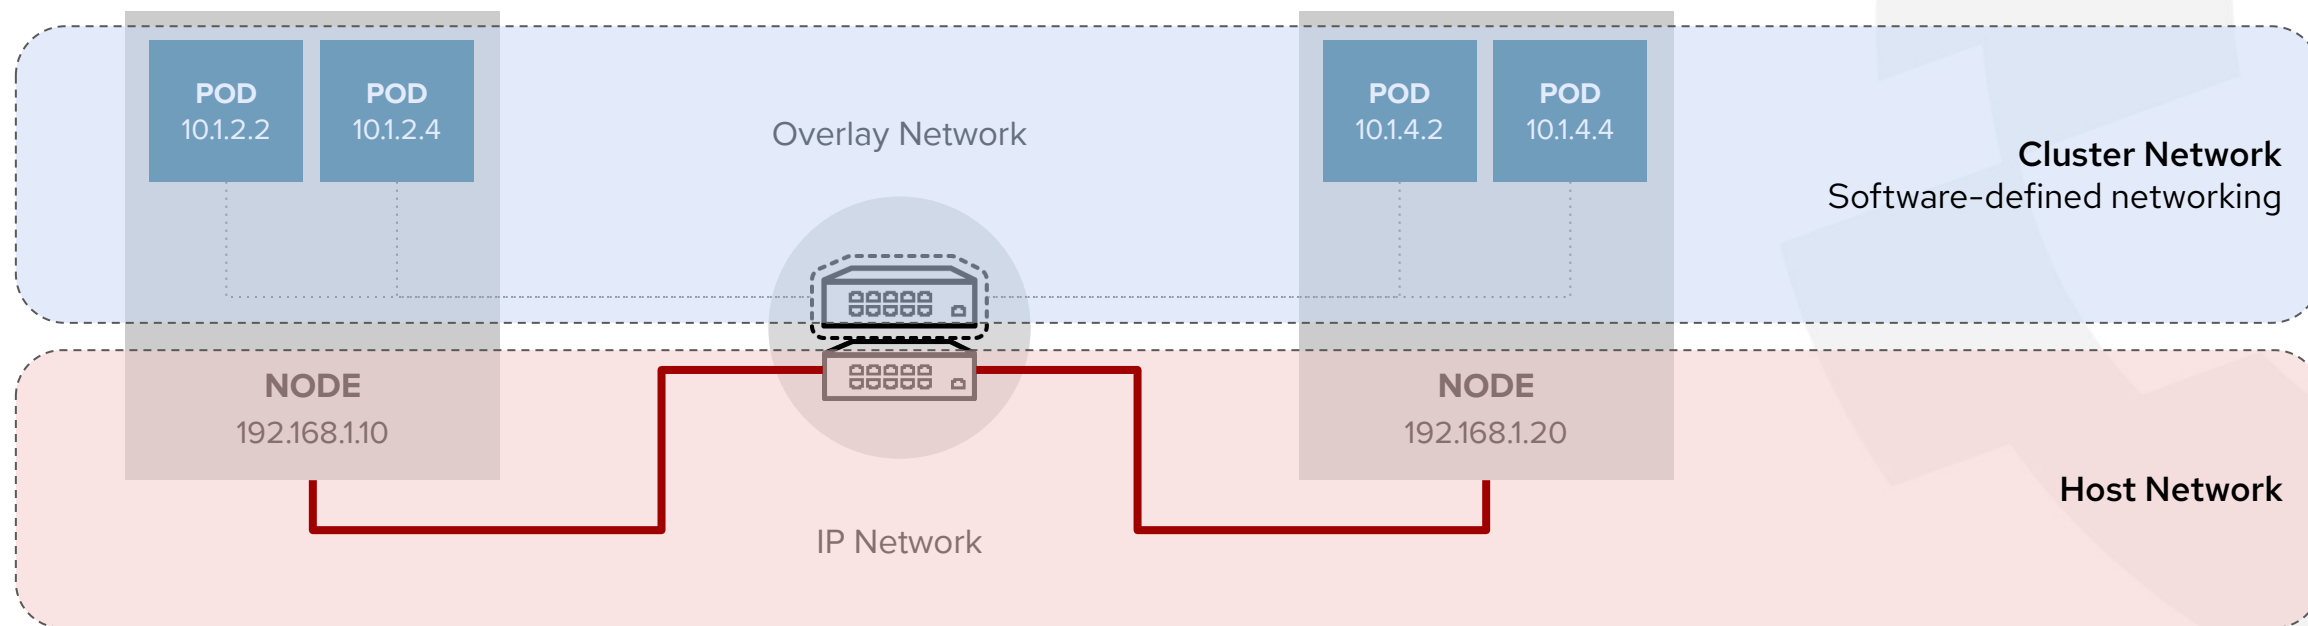 POD
10.1.2.2
POD
10.1.2.4
Overlay Network
POD
10.1.4.2
POD
10.1.4.4
Cluster Network
Software-defined networking
NODE
192.168.1.10
NODE
192.168.1.20
Host Network
IP Network